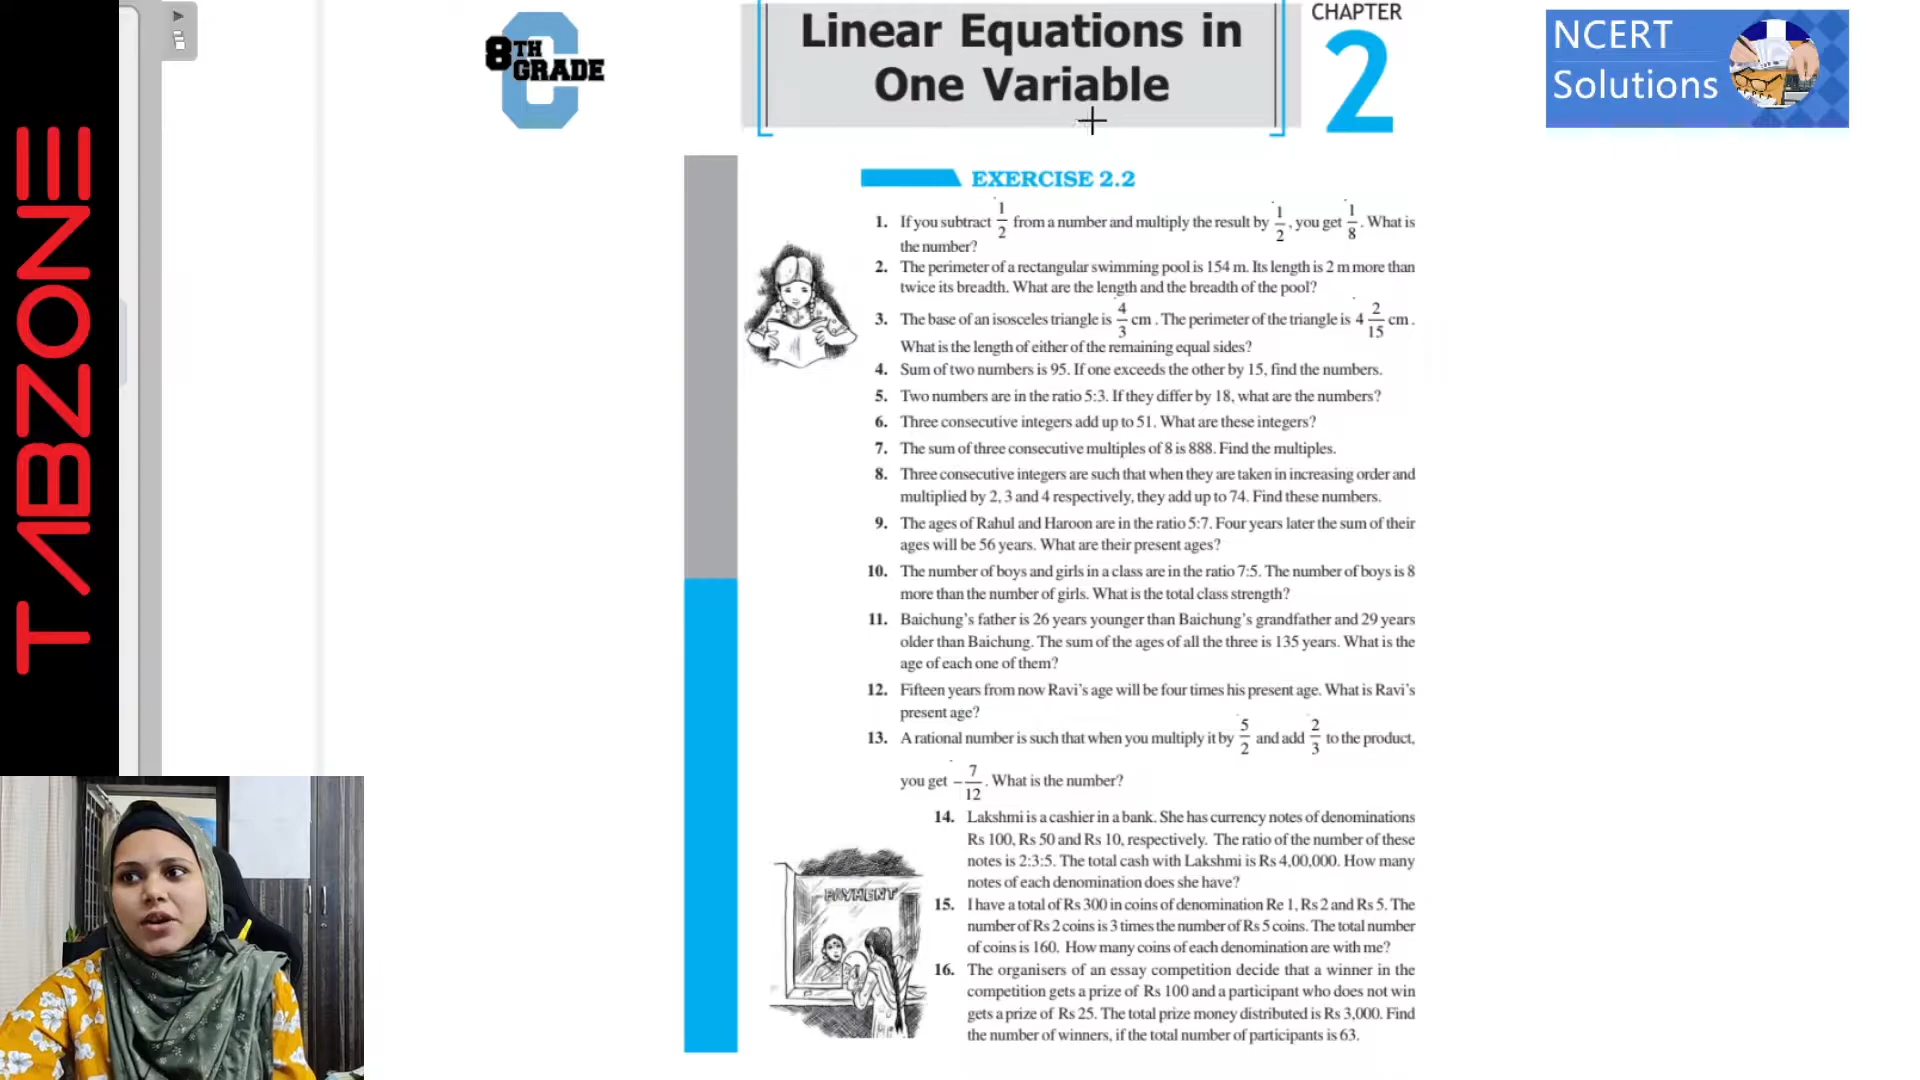 TABZONE
8TH
GRADE
Linear Equations in
One Variable
CHAPTER
2
NCERT
Solutions
EXERCISE 2.2
1. If you subtract 1/2 from a number and multiply the result by 1/2, you get 1/8. What is
the number?
2. The perimeter of a rectangular swimming pool is 154 m. Its length is 2 m more than
twice its breadth. What are the length and the breadth of the pool?
3. The base of an isosceles triangle is 4/3 cm. The perimeter of the triangle is 4 2/15 cm.
What is the length of either of the remaining equal sides?
4. Sum of two numbers is 95. If one exceeds the other by 15, find the numbers.
5. Two numbers are in the ratio 5:3. If they differ by 18, what are the numbers?
6. Three consecutive integers add up to 51. What are these integers?
7. The sum of three consecutive multiples of 8 is 888. Find the multiples.
8. Three consecutive integers are such that when they are taken in increasing order and
multiplied by 2, 3 and 4 respectively, they add up to 74. Find these numbers.
9. The ages of Rahul and Haroon are in the ratio 5:7. Four years later the sum of their
ages will be 56 years. What are their present ages?
10. The number of boys and girls in a class are in the ratio 7:5. The number of boys is 8
more than the number of girls. What is the total class strength?
11. Baichung's father is 26 years younger than Baichung's grandfather and 29 years
older than Baichung. The sum of the ages of all the three is 135 years. What is the
age of each one of them?
12. Fifteen years from now Ravi's age will be four times his present age. What is Ravi's
present age?
13. A rational number is such that when you multiply it by 5/2 and add 2/3 to the product,
you get -7/12. What is the number?
14. Lakshmi is a cashier in a bank. She has currency notes of denominations
Rs 100, Rs 50 and Rs 10, respectively. The ratio of the number of these
notes is 2:3:5. The total cash with Lakshmi is Rs 4,00,000. How many
notes of each denomination does she have?
PAYMENT
15. I have a total of Rs 300 in coins of denomination Re 1, Rs 2 and Rs 5. The
number of Rs 2 coins is 3 times the number of Rs 5 coins. The total number
of coins is 160. How many coins of each denomination are with me?
16. The organisers of an essay competition decide that a winner in the
competition gets a prize of Rs 100 and a participant who does not win
gets a prize of Rs 25. The total prize money distributed is Rs 3,000. Find
the number of winners, if the total number of participants is 63.